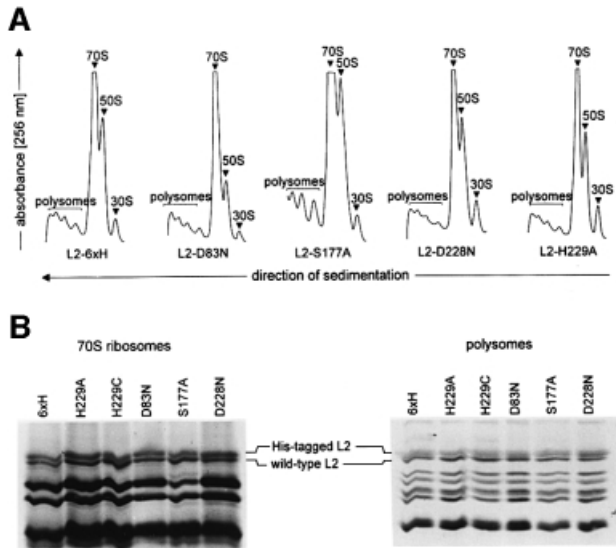 A
absorbance [256 nm]
70S 70S 70S 50S 70S 70S
50S 50S 50S 50S
polysomes 30S polysomes 30S polysomes 30S polysomes 30S polysomes 30S
L2-6xH L2-D83N L2-S177A L2-D228N L2-H229A
direction of sedimentation
B
70S ribosomes polysomes
6xH H229A H229C D83N S177A D228N 6xH H229A H229C D83N S177A D228N
His-tagged L2
wild-type L2